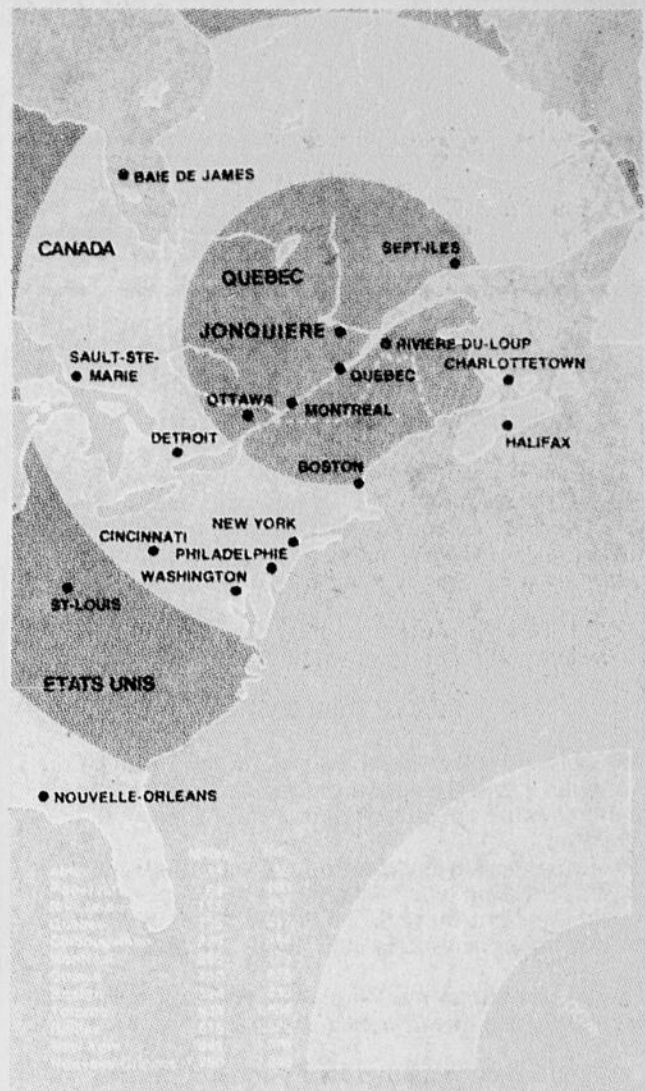 BAIE DE JAMES
CANADA
SEPT-ILES
QUEBEC
JONQUIERE
RIVIERE-DU-LOUP
SAULT-STE-
MARIE
QUEBEC
CHARLOTTETOWN
OTTAWA
MONTREAL
DETROIT
HALIFAX
BOSTON
NEW YORK
CINCINNATI
PHILADELPHIE
WASHINGTON
ST-LOUIS
ETATS UNIS
NOUVELLE-ORLEANS